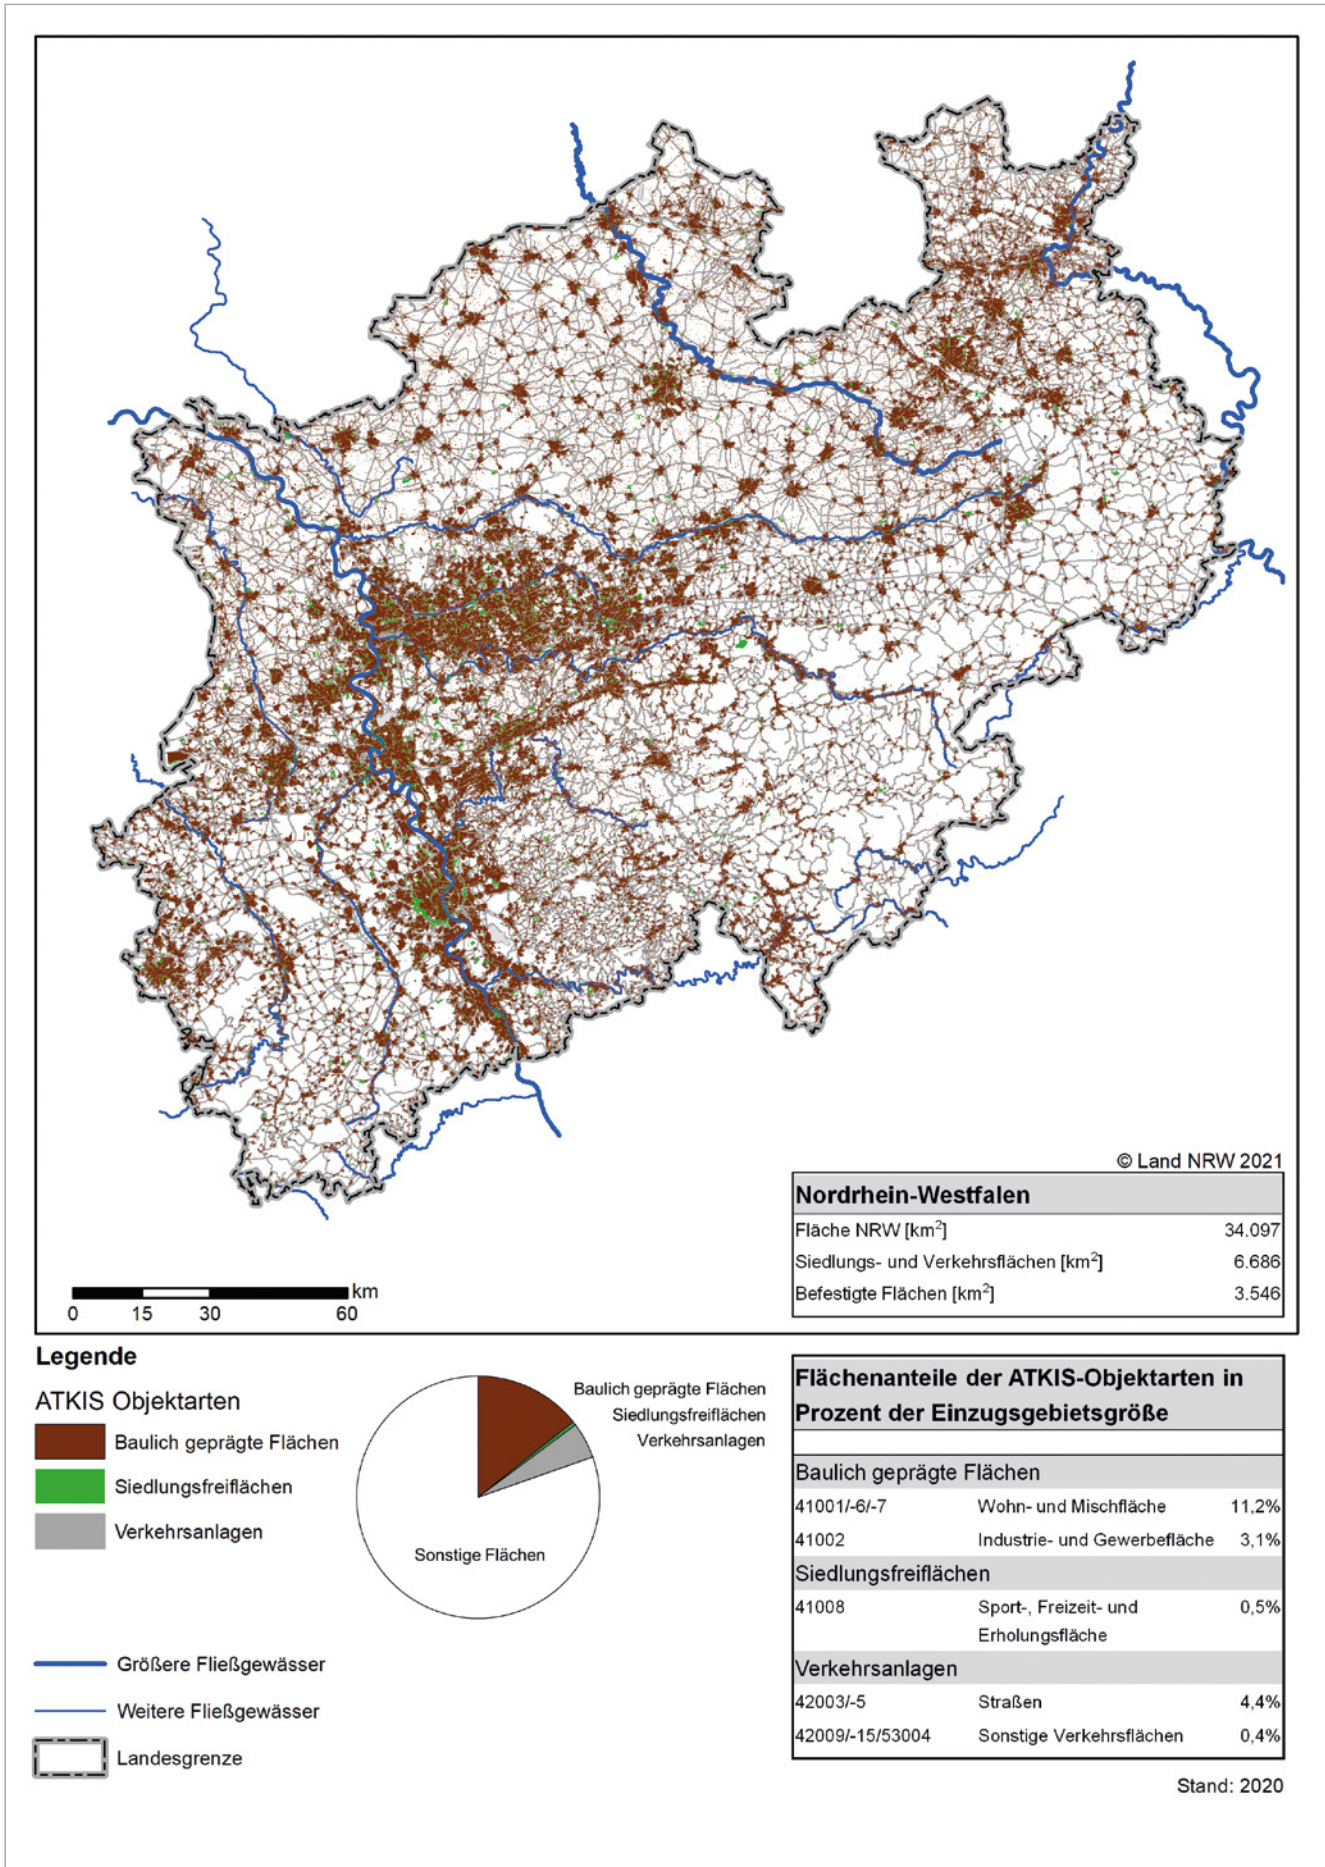 © Land NRW 2021
Nordrhein-Westfalen
Fläche NRW [km²] 34.097
Siedlungs- und Verkehrsflächen [km²] 6.686
Befestigte Flächen [km²] 3.546
km
0 15 30 60
Legende
ATKIS Objektarten
Baulich geprägte Flächen
Siedlungsfreiflächen
Verkehrsanlagen
Baulich geprägte Flächen
Siedlungsfreiflächen
Verkehrsanlagen
Sonstige Flächen
Größere Fließgewässer
Weitere Fließgewässer
Landesgrenze
Flächenanteile der ATKIS-Objektarten in
Prozent der Einzugsgebietsgröße
Baulich geprägte Flächen
41001/-6/-7 Wohn- und Mischfläche 11,2%
41002 Industrie- und Gewerbefläche 3,1%
Siedlungsfreiflächen
41008 Sport-, Freizeit- und 0,5%
Erholungsfläche
Verkehrsanlagen
42003/-5 Straßen 4,4%
42009/-15/53004 Sonstige Verkehrsflächen 0,4%
Stand: 2020